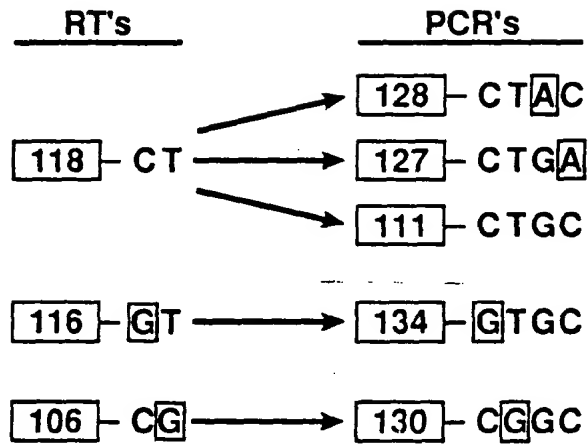 RT's PCR's
128 - CTAC
118 - CT 127 - CTGA
111 - CTGC
116 - GT 134 - GTGC
106 - CG 130 - CGGC